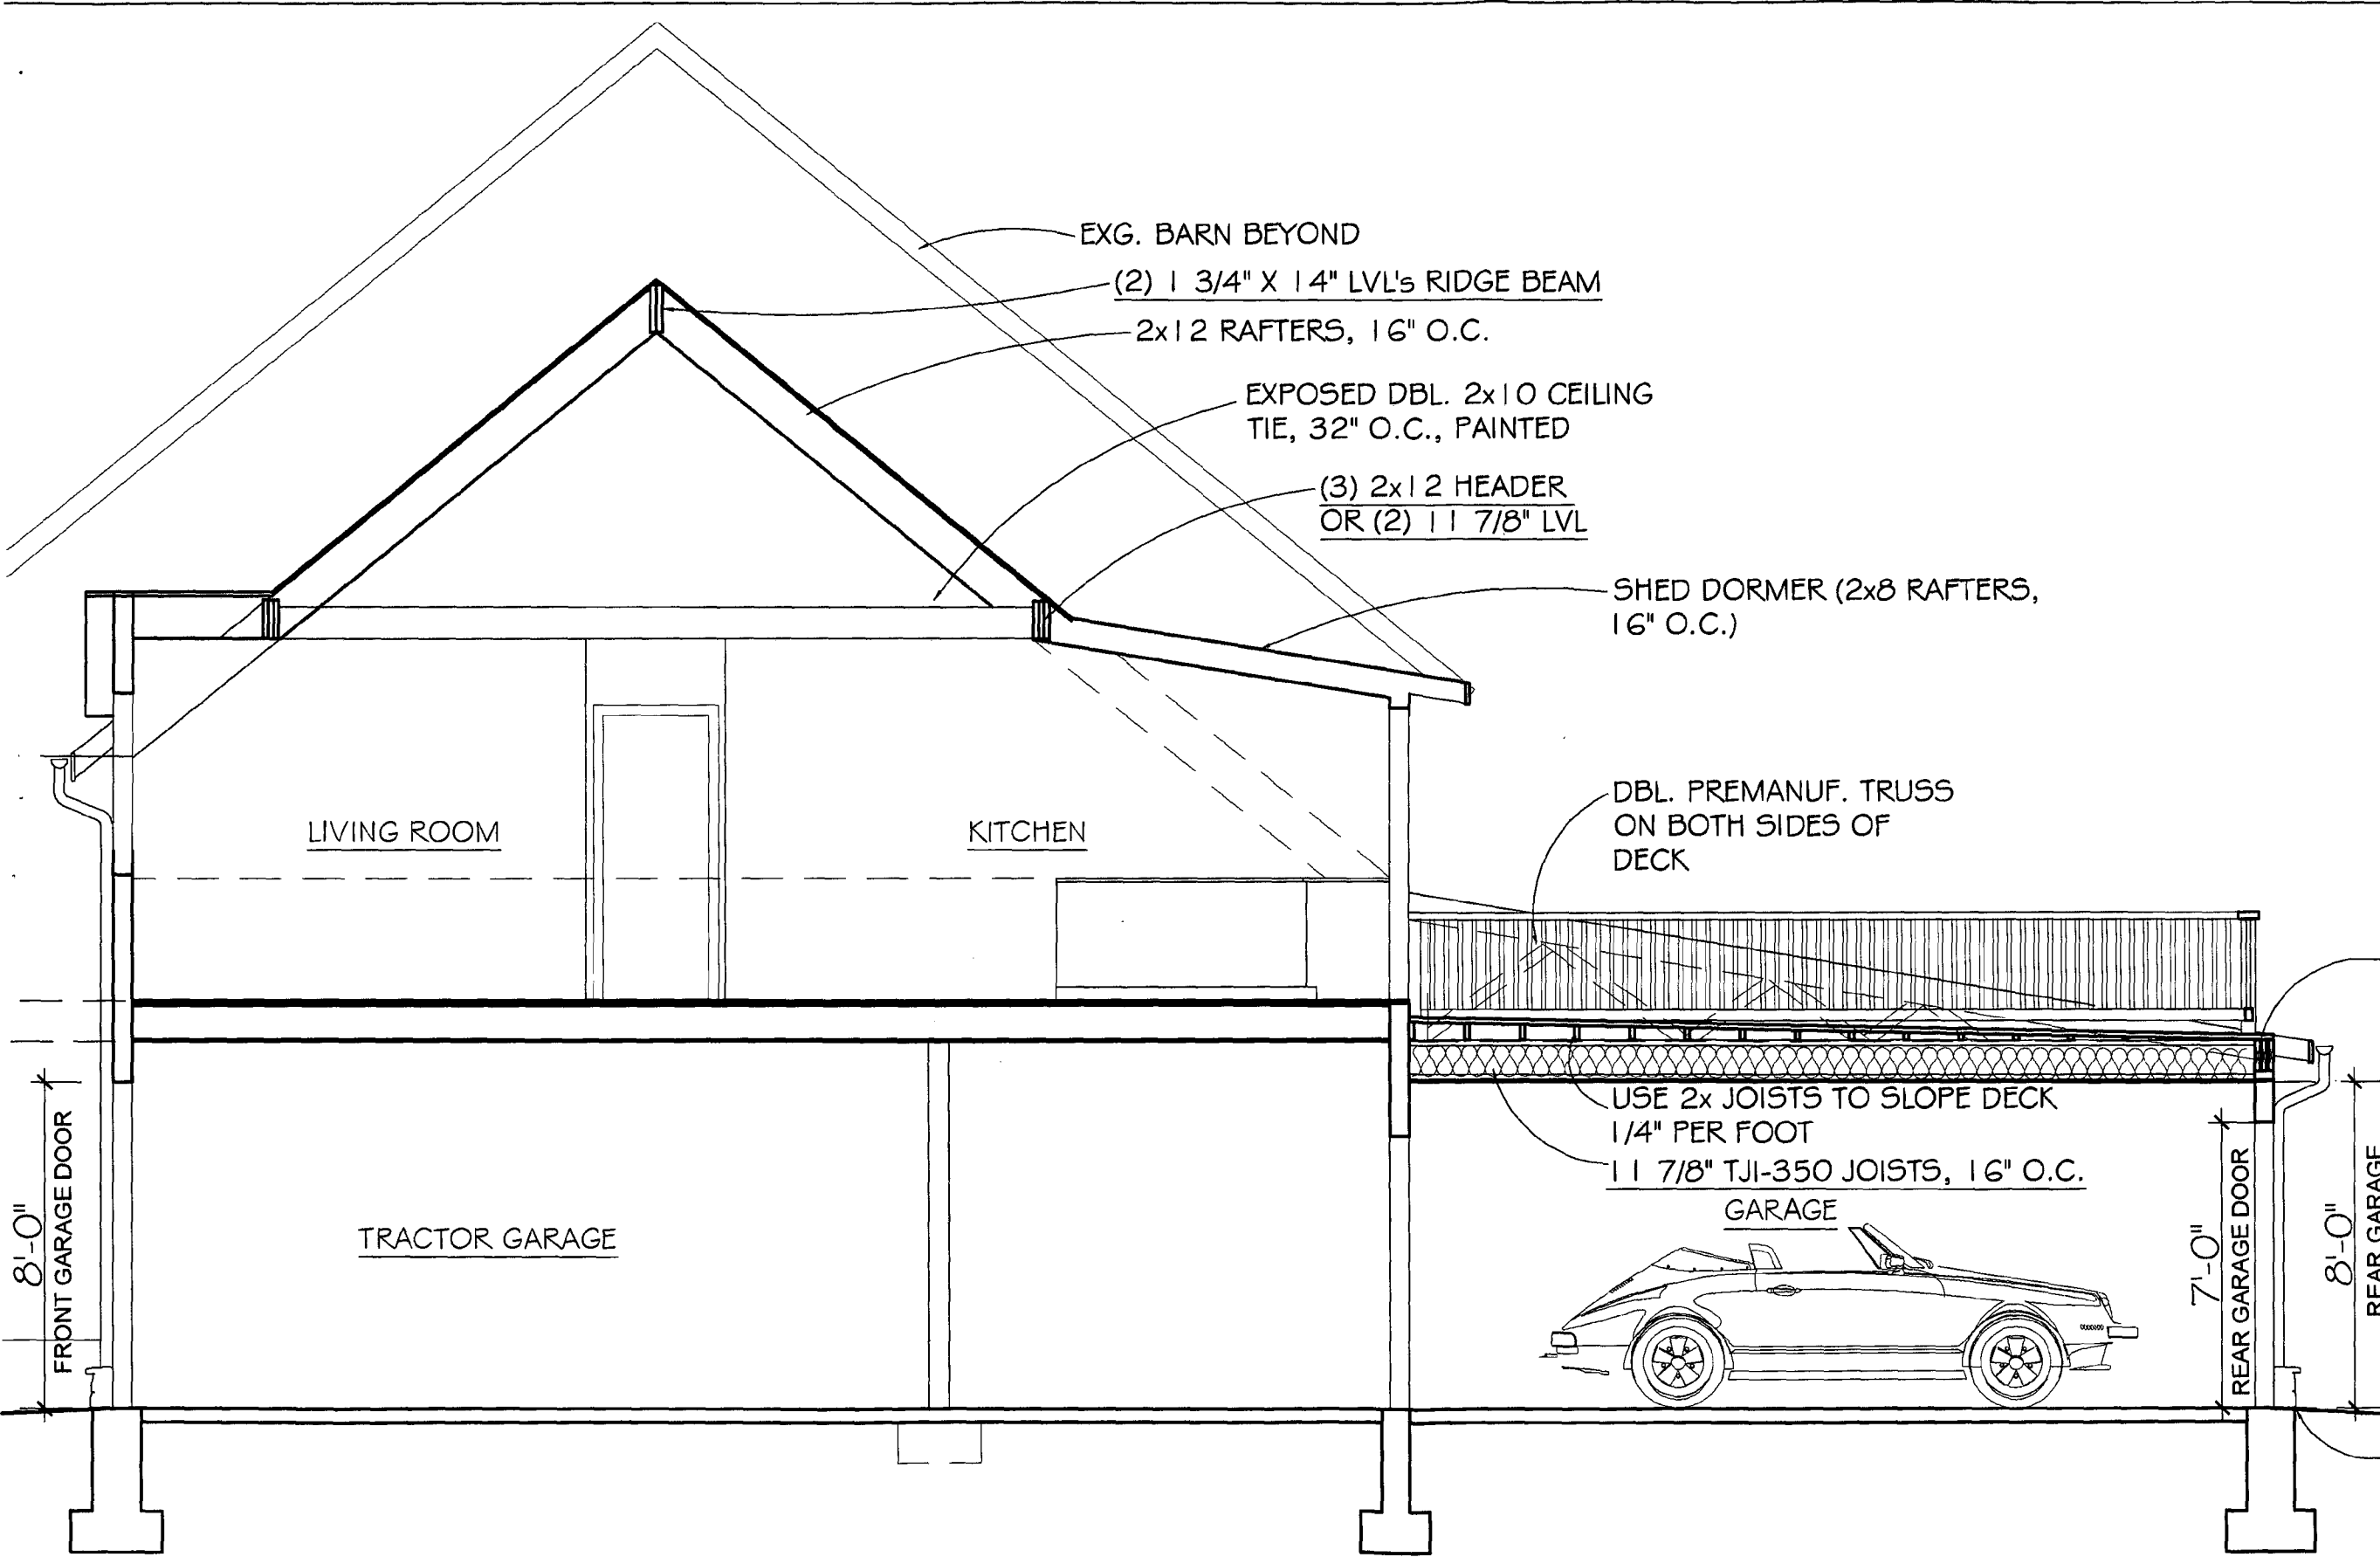 EXG. BARN BEYOND
(2) 1 3/4" X 14" LVL's RIDGE BEAM
2x12 RAFTERS, 16" O.C.
EXPOSED DBL. 2x10 CEILING
TIE, 32" O.C., PAINTED
(3) 2x12 HEADER
OR (2) 11 7/8" LVL
SHED DORMER (2x8 RAFTERS,
16" O.C.)
DBL. PREMANUF. TRUSS
ON BOTH SIDES OF
DECK
LIVING ROOM
KITCHEN
USE 2x JOISTS TO SLOPE DECK
1/4" PER FOOT
11 7/8" TJI-350 JOISTS, 16" O.C.
GARAGE
TRACTOR GARAGE
8'-0"
FRONT GARAGE DOOR
7'-0"
REAR GARAGE DOOR
8'-0"
REAR GARAGE